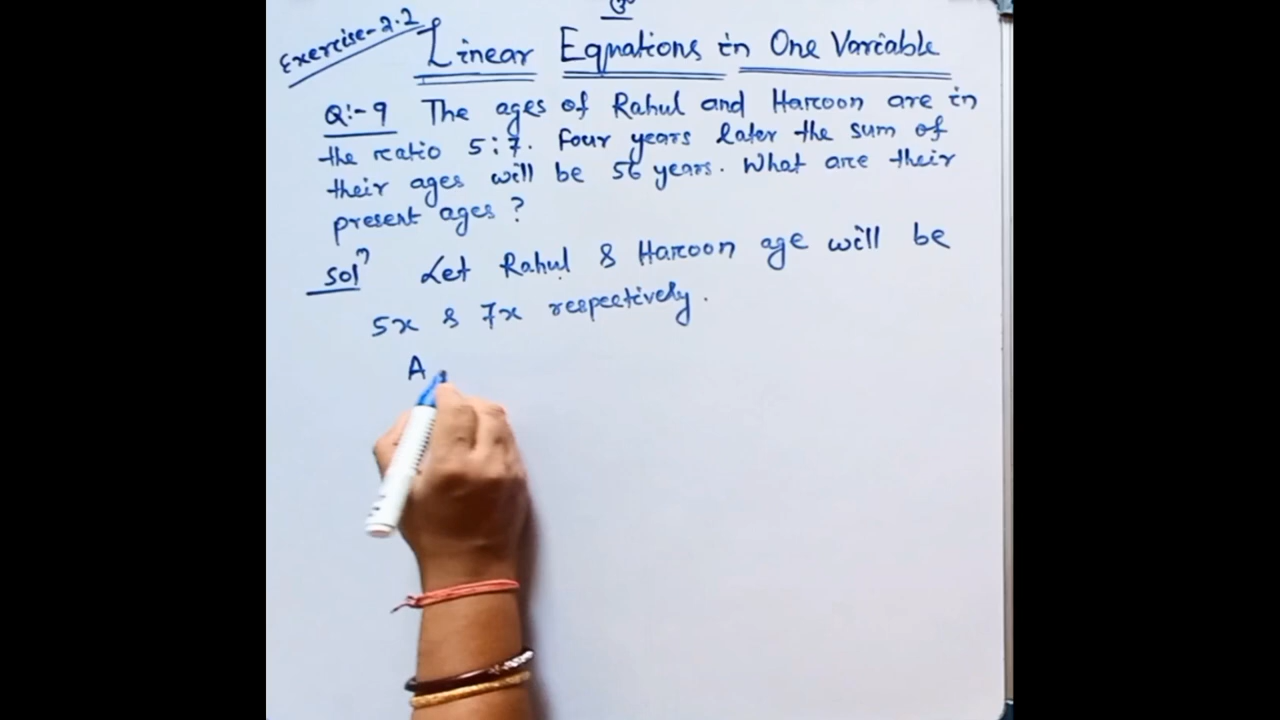 Exercise-2.2
Linear Equations in One Variable
Q:-9 The ages of Rahul and Haroon are in
the ratio 5:7. Four years later the sum of
their ages will be 56 years. What are their
present ages ?
Solⁿ Let Rahul & Haroon age will be
5x & 7x respectively.
A